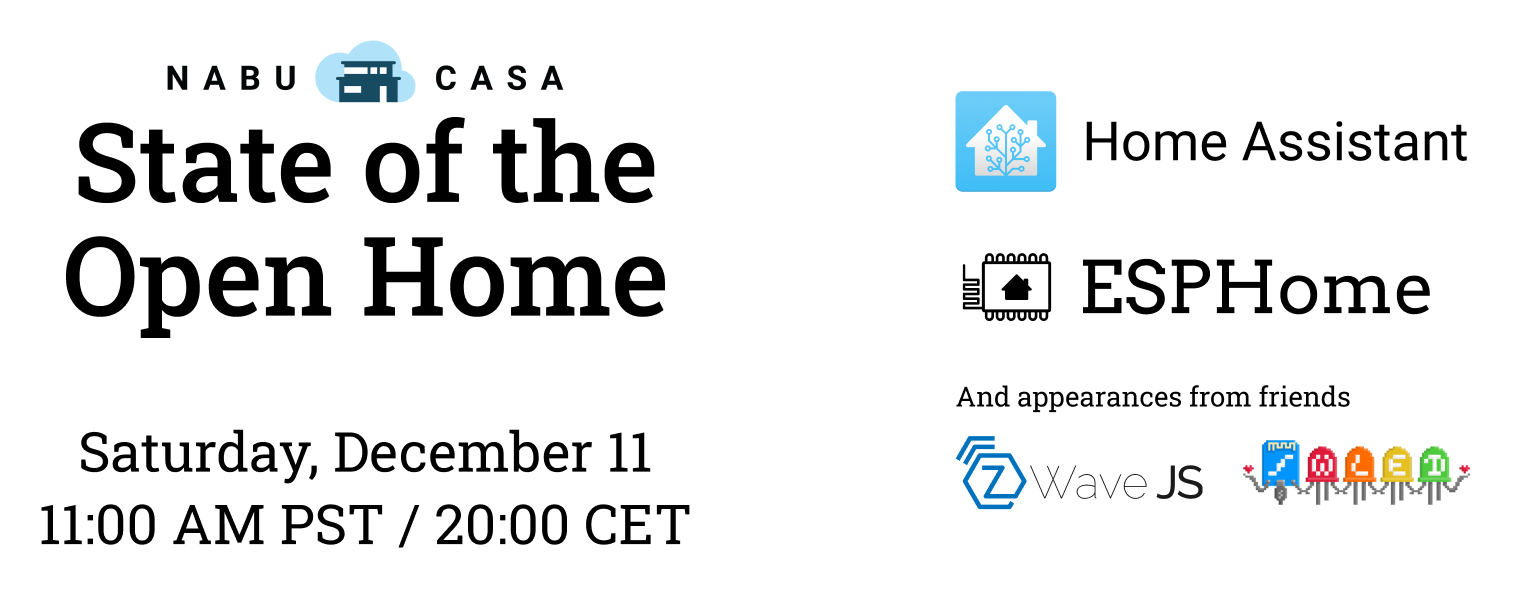 NABU CASA
State of the
Open Home
Saturday, December 11
11:00 AM PST / 20:00 CET
Home Assistant
ESPHome
And appearances from friends
Z Wave JS
WLED